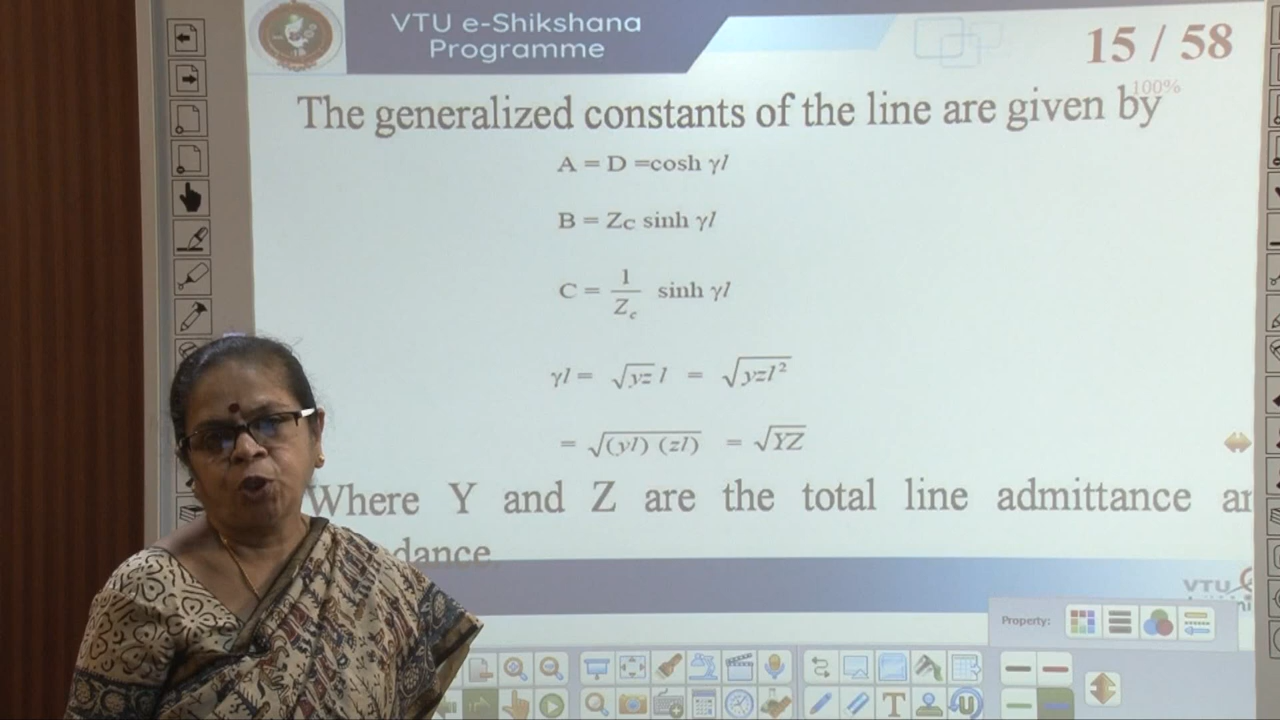 VTU e-Shikshana
Programme
15 / 58
100%
The generalized constants of the line are given by
A = D =cosh γl
B = Zc sinh γl
C = 1/Zc sinh γl
γl = √yz l = √yzl²
= √(yl) (zl) = √YZ
Where Y and Z are the total line admittance
dance.
VTU
Property: